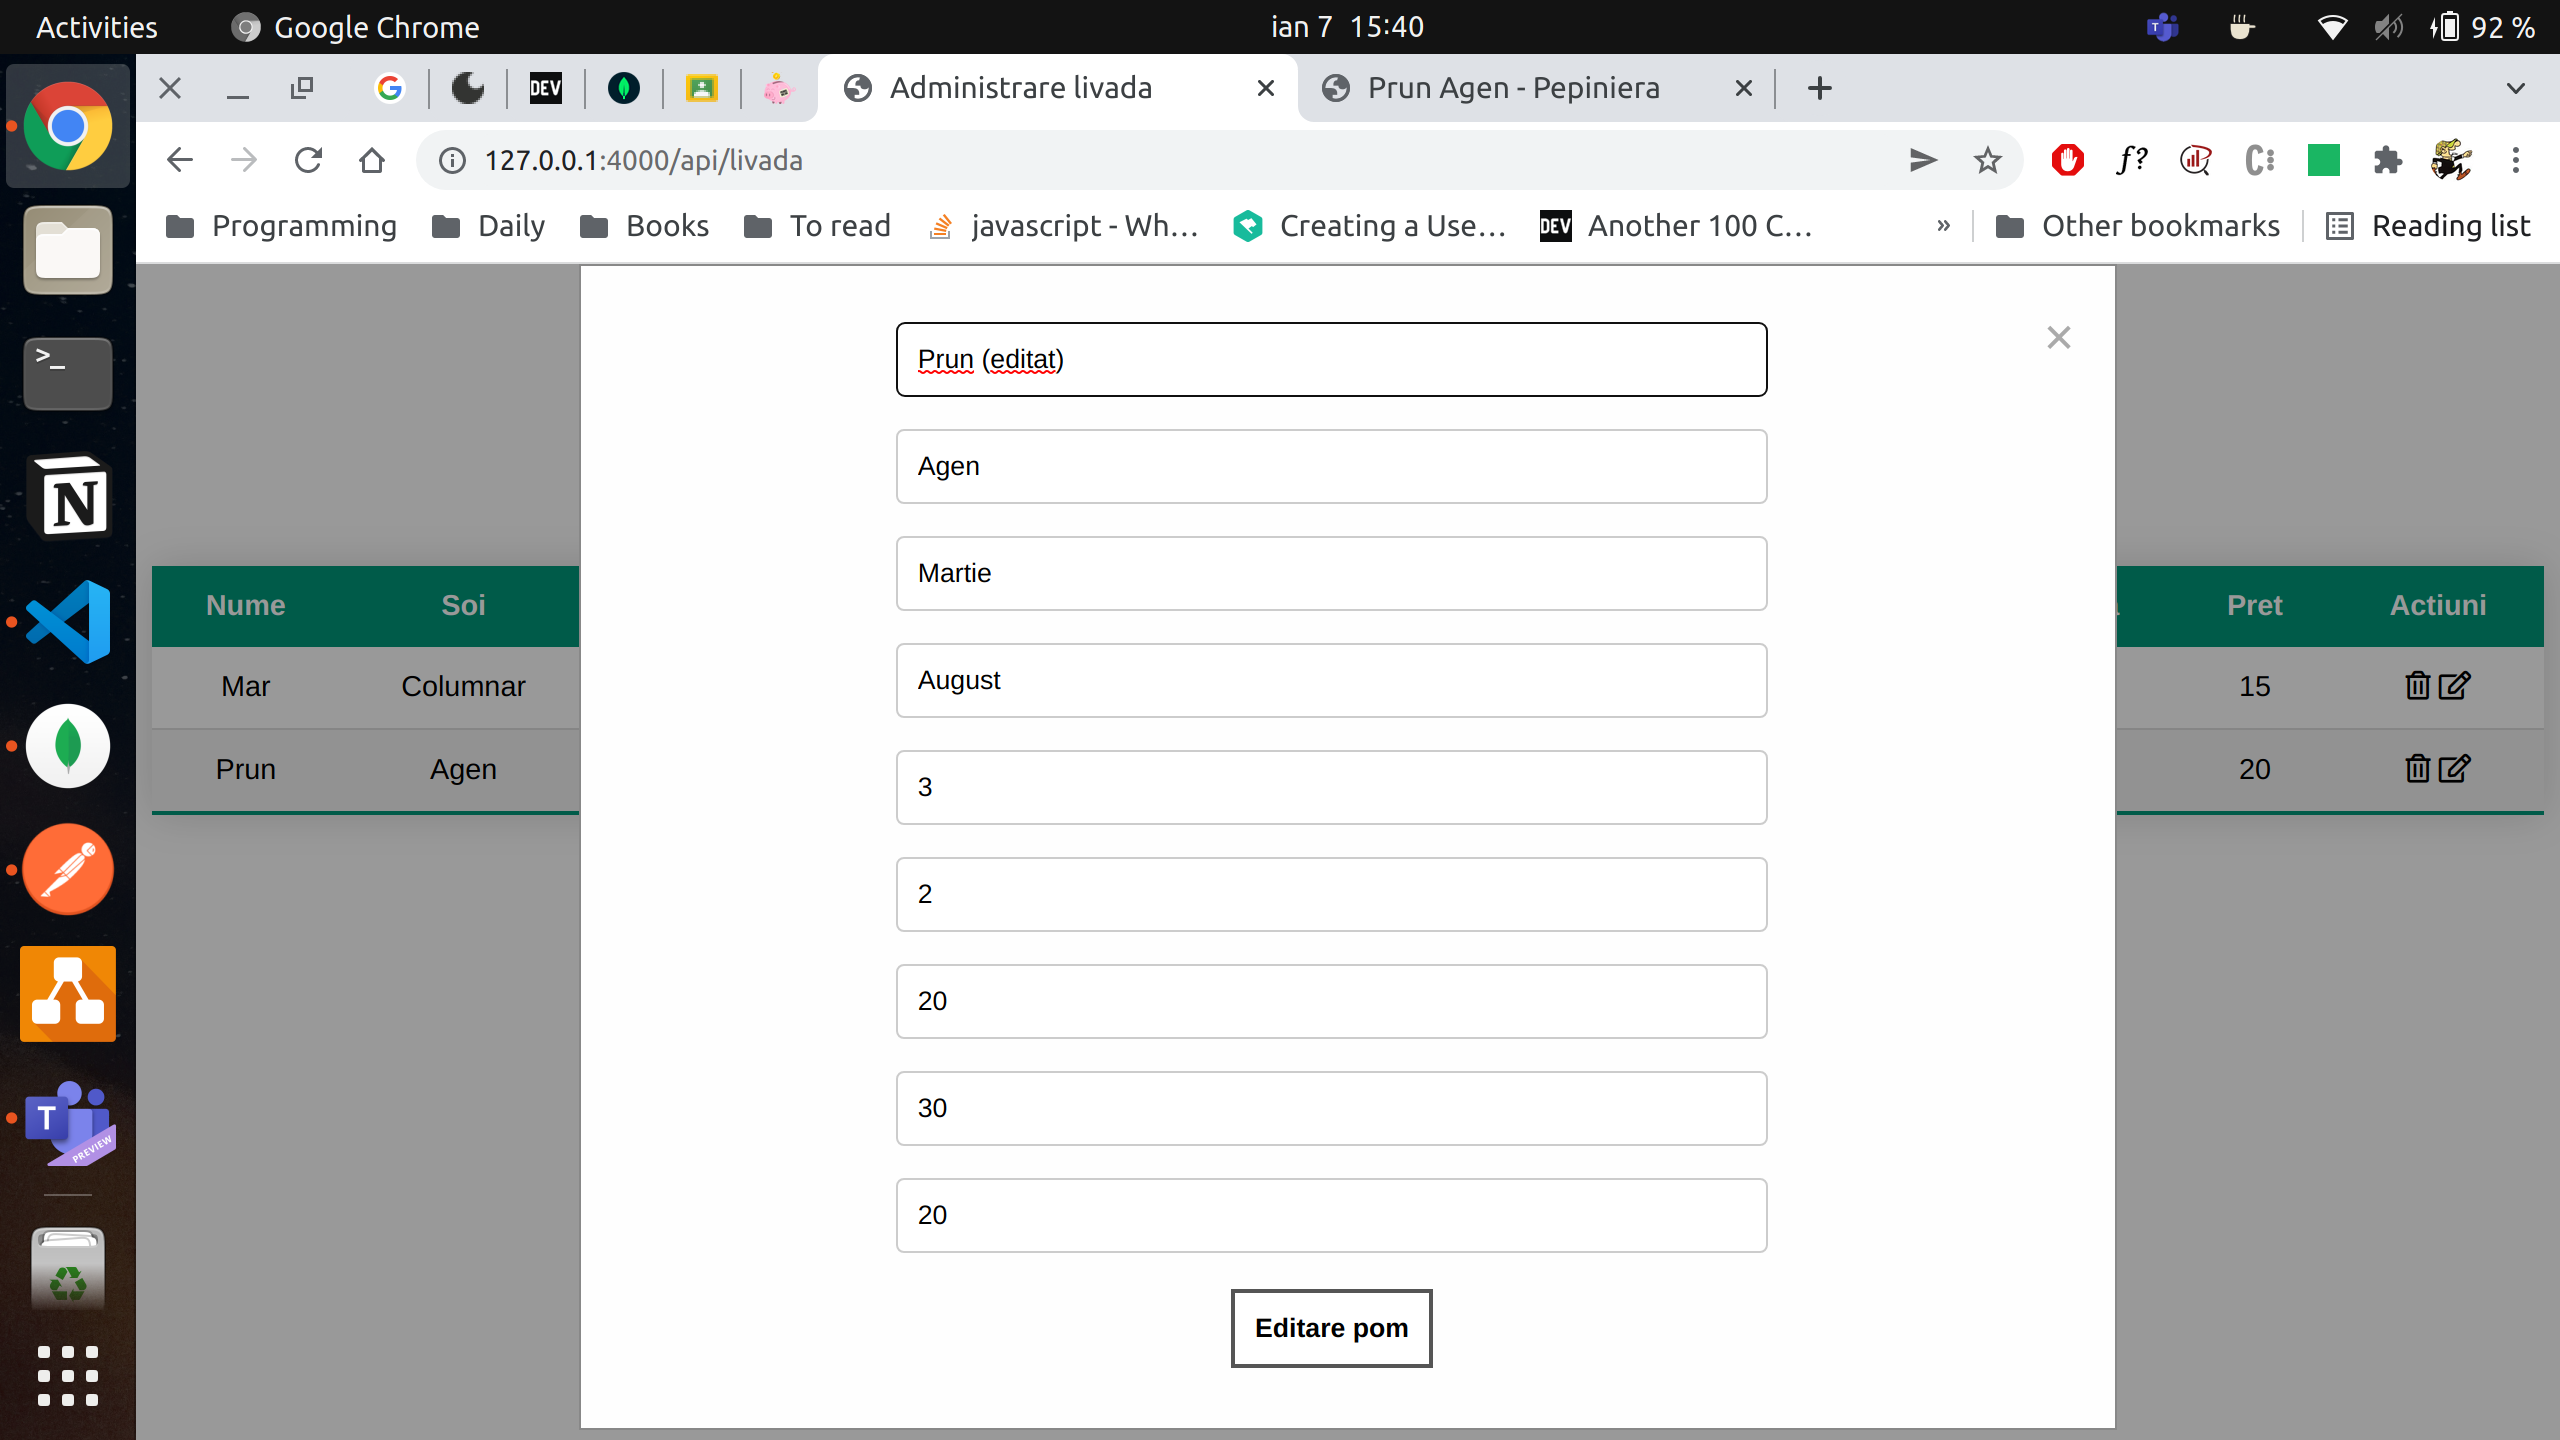 Activities Google Chrome ian 7 15:40 92 %
DEV Administrare livada Prun Agen - Pepiniera
127.0.0.1:4000/api/livada f?
Programming Daily Books To read javascript - Wh… Creating a Use… DEV Another 100 C… » Other bookmarks Reading list
Prun (editat)
Agen
Martie
August
3
2
20
30
20
Editare pom
Nume Soi Pret Actiuni
Mar Columnar 15
Prun Agen 20
>_
N
T
PREVIEW